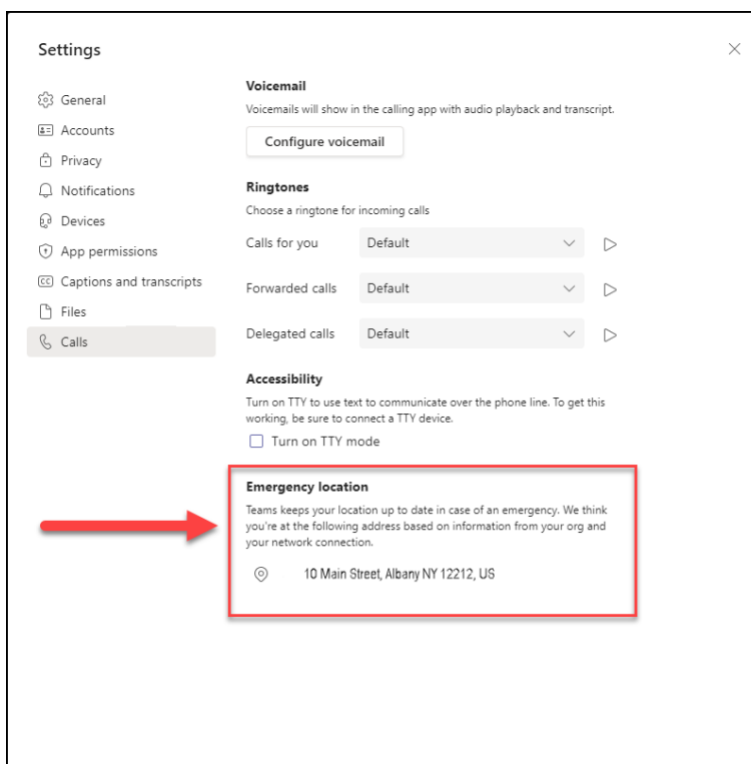 Settings
General
Accounts
Privacy
Notifications
Devices
App permissions
CC Captions and transcripts
Files
Calls
Voicemail
Voicemails will show in the calling app with audio playback and transcript.
Configure voicemail
Ringtones
Choose a ringtone for incoming calls
Calls for you Default
Forwarded calls Default
Delegated calls Default
Accessibility
Turn on TTY to use text to communicate over the phone line. To get this
working, be sure to connect a TTY device.
Turn on TTY mode
Emergency location
Teams keeps your location up to date in case of an emergency. We think
you're at the following address based on information from your org and
your network connection.
10 Main Street, Albany NY 12212, US